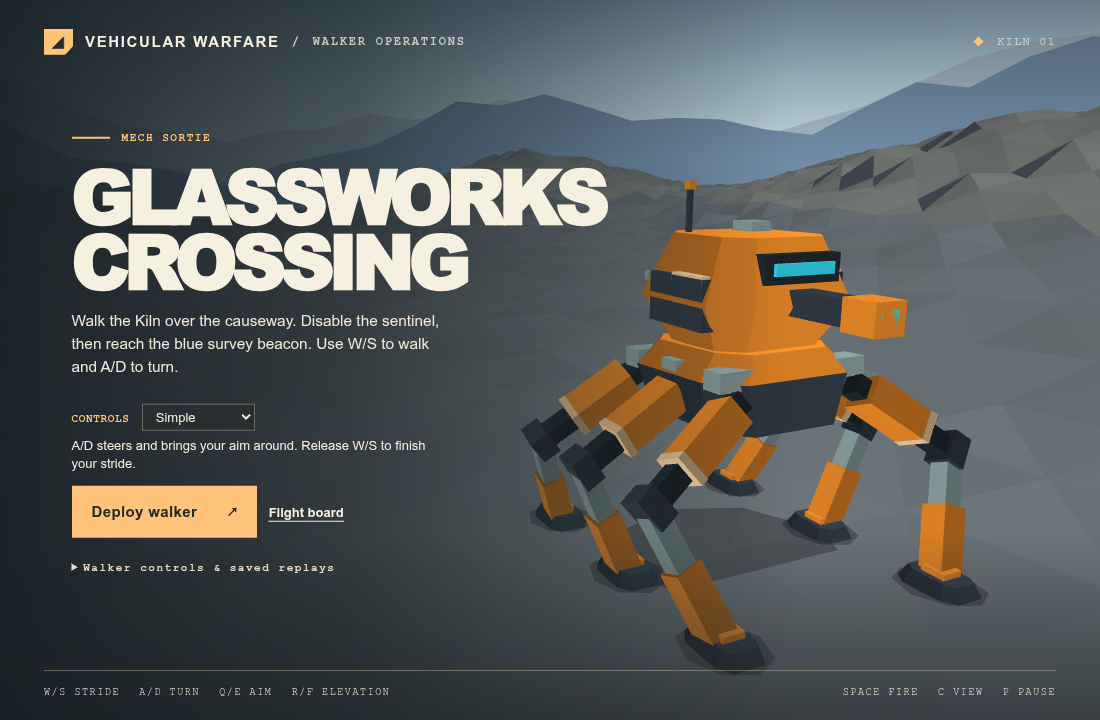 VEHICULAR WARFARE / WALKER OPERATIONS
KILN 01
MECH SORTIE
GLASSWORKS
CROSSING
Walk the Kiln over the causeway. Disable the sentinel,
then reach the blue survey beacon. Use W/S to walk
and A/D to turn.
CONTROLS Simple
A/D steers and brings your aim around. Release W/S to finish
your stride.
Deploy walker ↗ Flight board
Walker controls & saved replays
W/S STRIDE A/D TURN Q/E AIM R/F ELEVATION
SPACE FIRE C VIEW P PAUSE